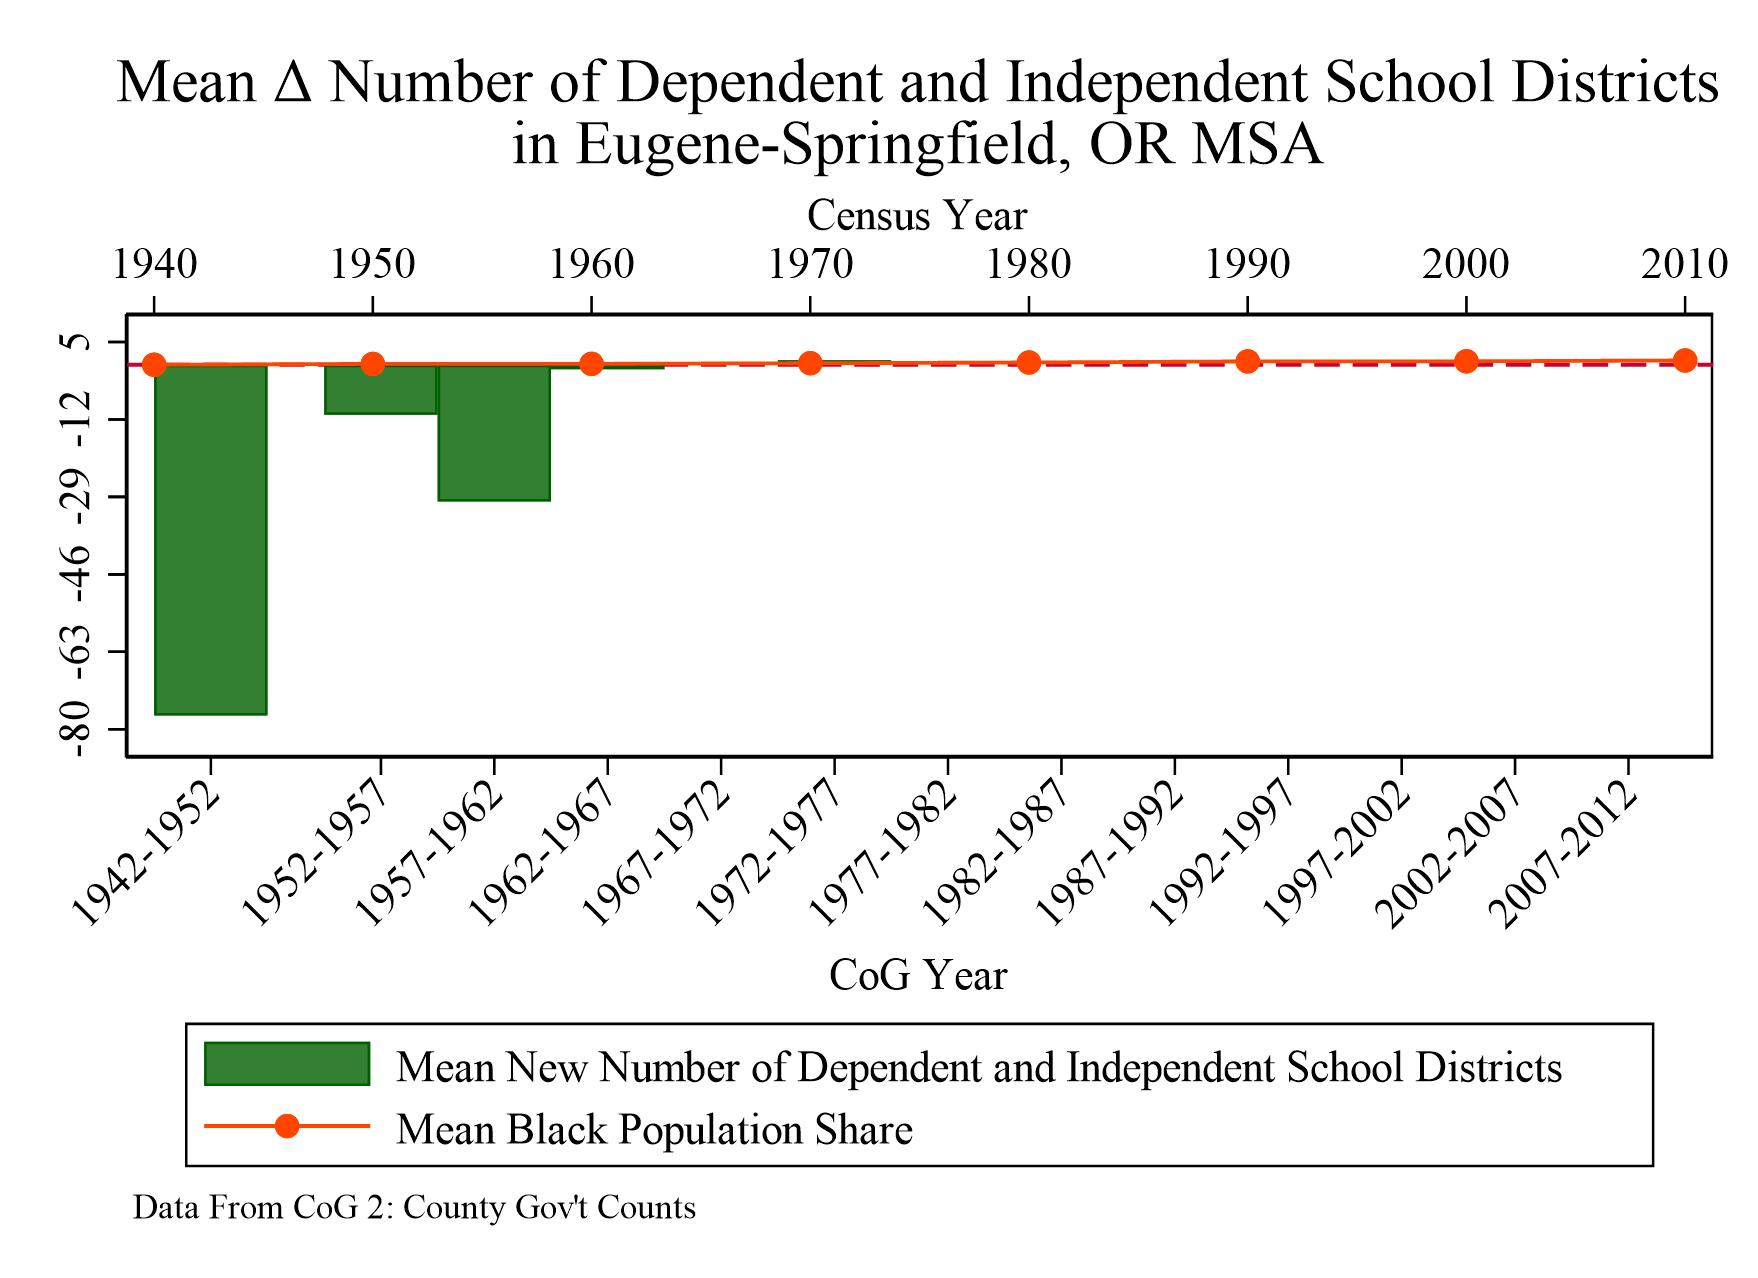 Mean Δ Number of Dependent and Independent School Districts
in Eugene-Springfield, OR MSA
Census Year
1940 1950 1960 1970 1980 1990 2000 2010
5
-12
-29
-46
-63
-80
1942-1952 1952-1957 1957-1962 1962-1967 1967-1972 1972-1977 1977-1982 1982-1987 1987-1992 1992-1997 1997-2002 2002-2007 2007-2012
CoG Year
Mean New Number of Dependent and Independent School Districts
Mean Black Population Share
Data From CoG 2: County Gov't Counts